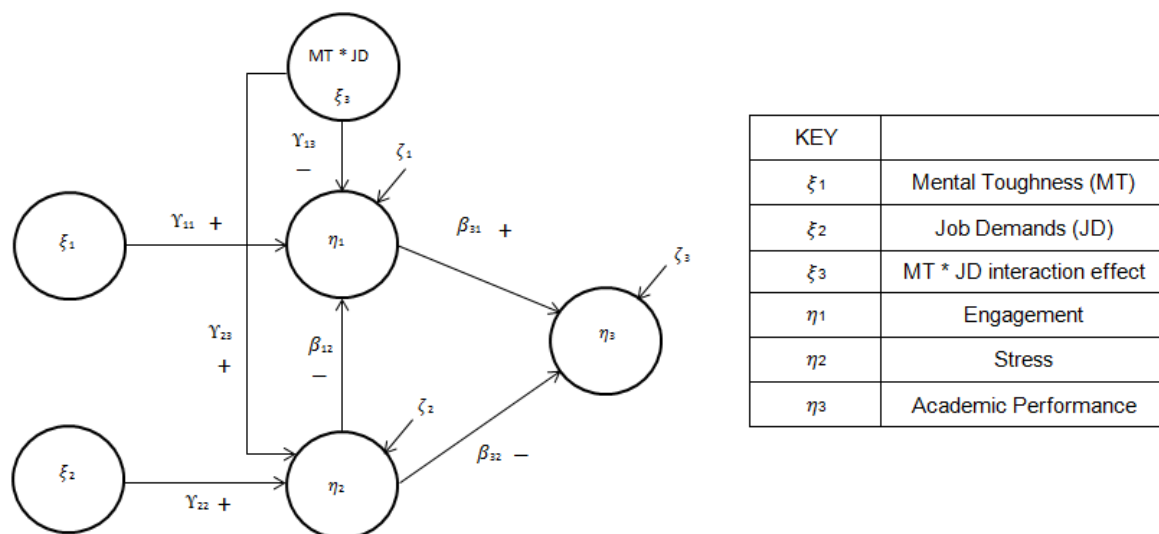 MT * JD
ξ₃
ϒ₁₃
−
ζ₁
ξ₁
ϒ₁₁ +
η₁
β₃₁ +
ζ₃
η₃
ϒ₂₃
+
β₁₂
−
ζ₂
β₃₂ −
ξ₂
ϒ₂₂ +
η₂
KEY
ξ1 Mental Toughness (MT)
ξ2 Job Demands (JD)
ξ3 MT * JD interaction effect
η1 Engagement
η2 Stress
η3 Academic Performance